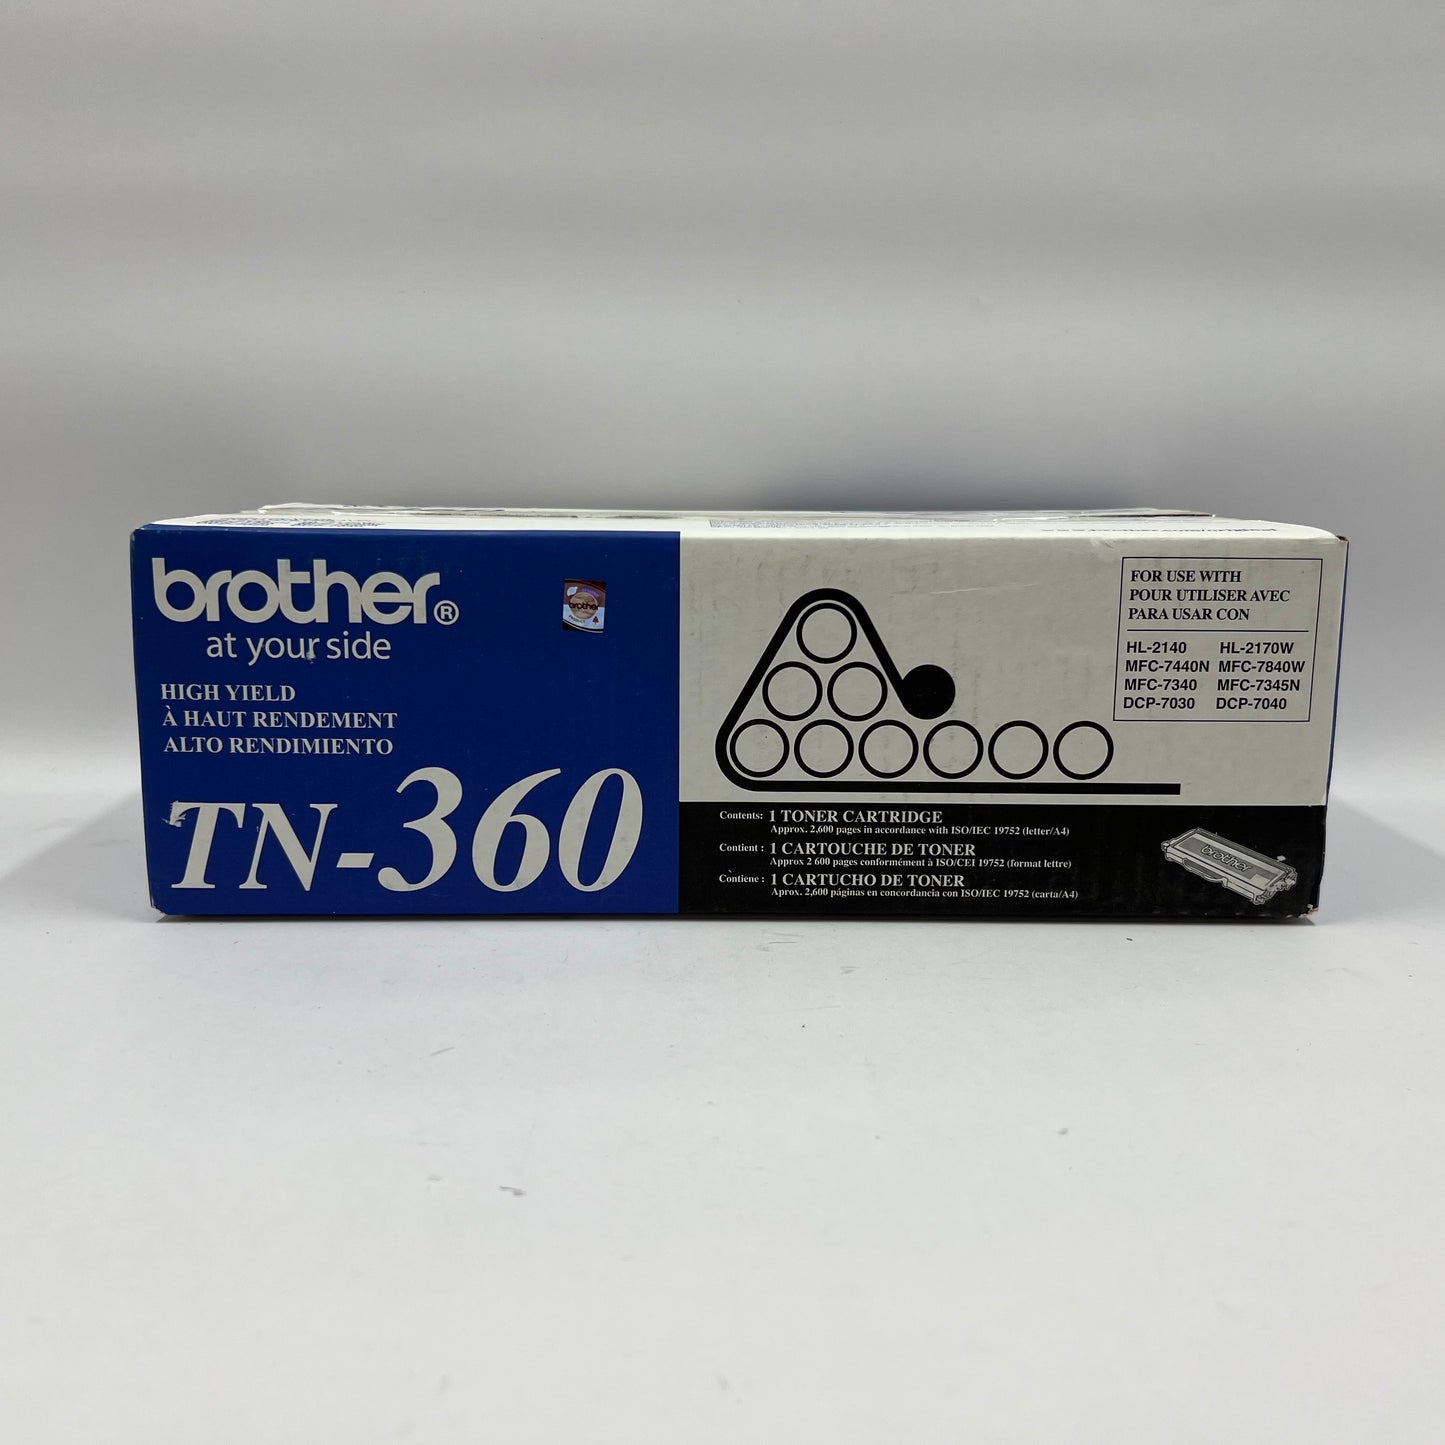 brother®
at your side
brother
HIGH YIELD
À HAUT RENDEMENT
ALTO RENDIMIENTO
TN-360
FOR USE WITH
POUR UTILISER AVEC
PARA USAR CON
HL-2140 HL-2170W
MFC-7440N MFC-7840W
MFC-7340 MFC-7345N
DCP-7030 DCP-7040
Contents: 1 TONER CARTRIDGE
Approx. 2,600 pages in accordance with ISO/IEC 19752 (letter/A4)
Contient : 1 CARTOUCHE DE TONER
Approx 2 600 pages conformément à ISO/CEI 19752 (format lettre)
Contiene : 1 CARTUCHO DE TONER
Aprox. 2,600 páginas en concordancia con ISO/IEC 19752 (carta/A4)
brother